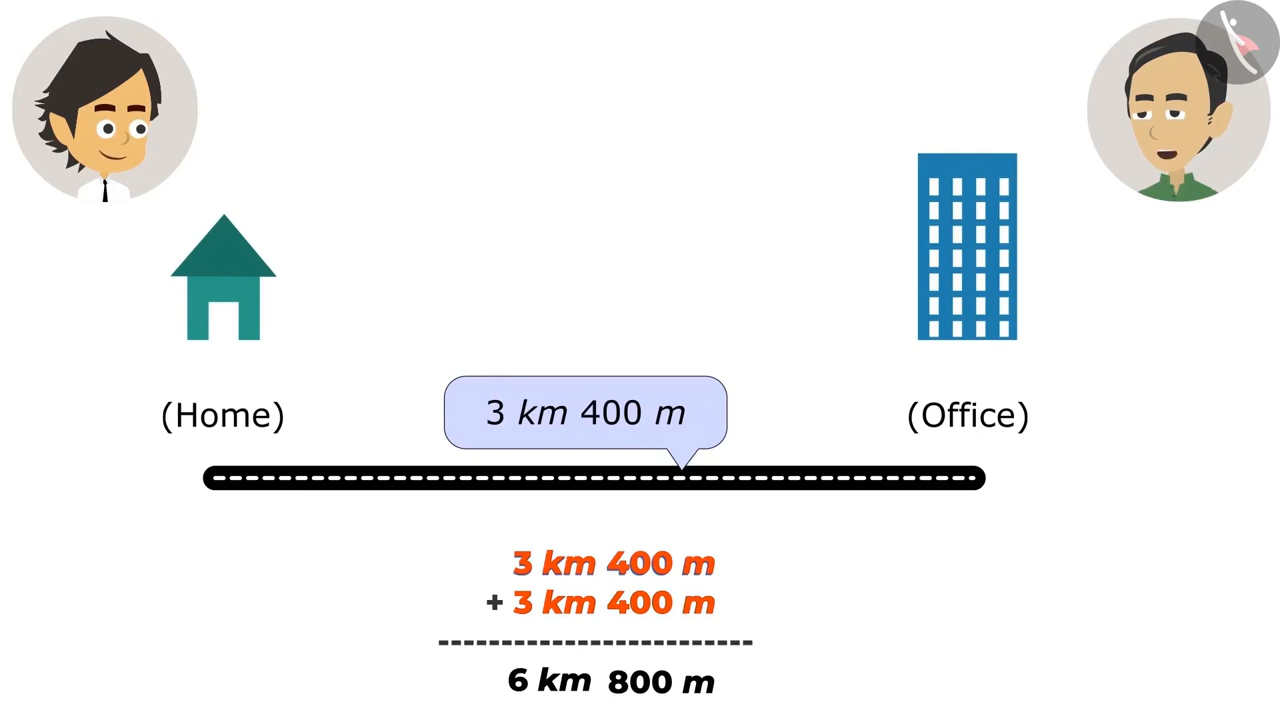 3 km 400 m
(Home)
(Office)
3 km 400 m
+ 3 km 400 m
-------------------------
6 km 800 m